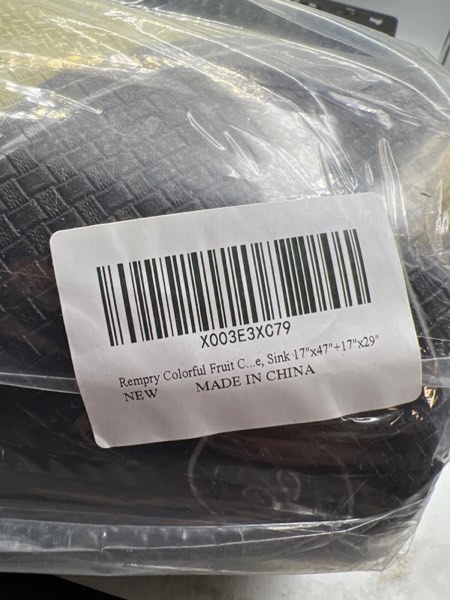 X003E3XC79
Rempry Colorful Fruit C...e, Sink 17"x47"+17"x29"
NEW MADE IN CHINA